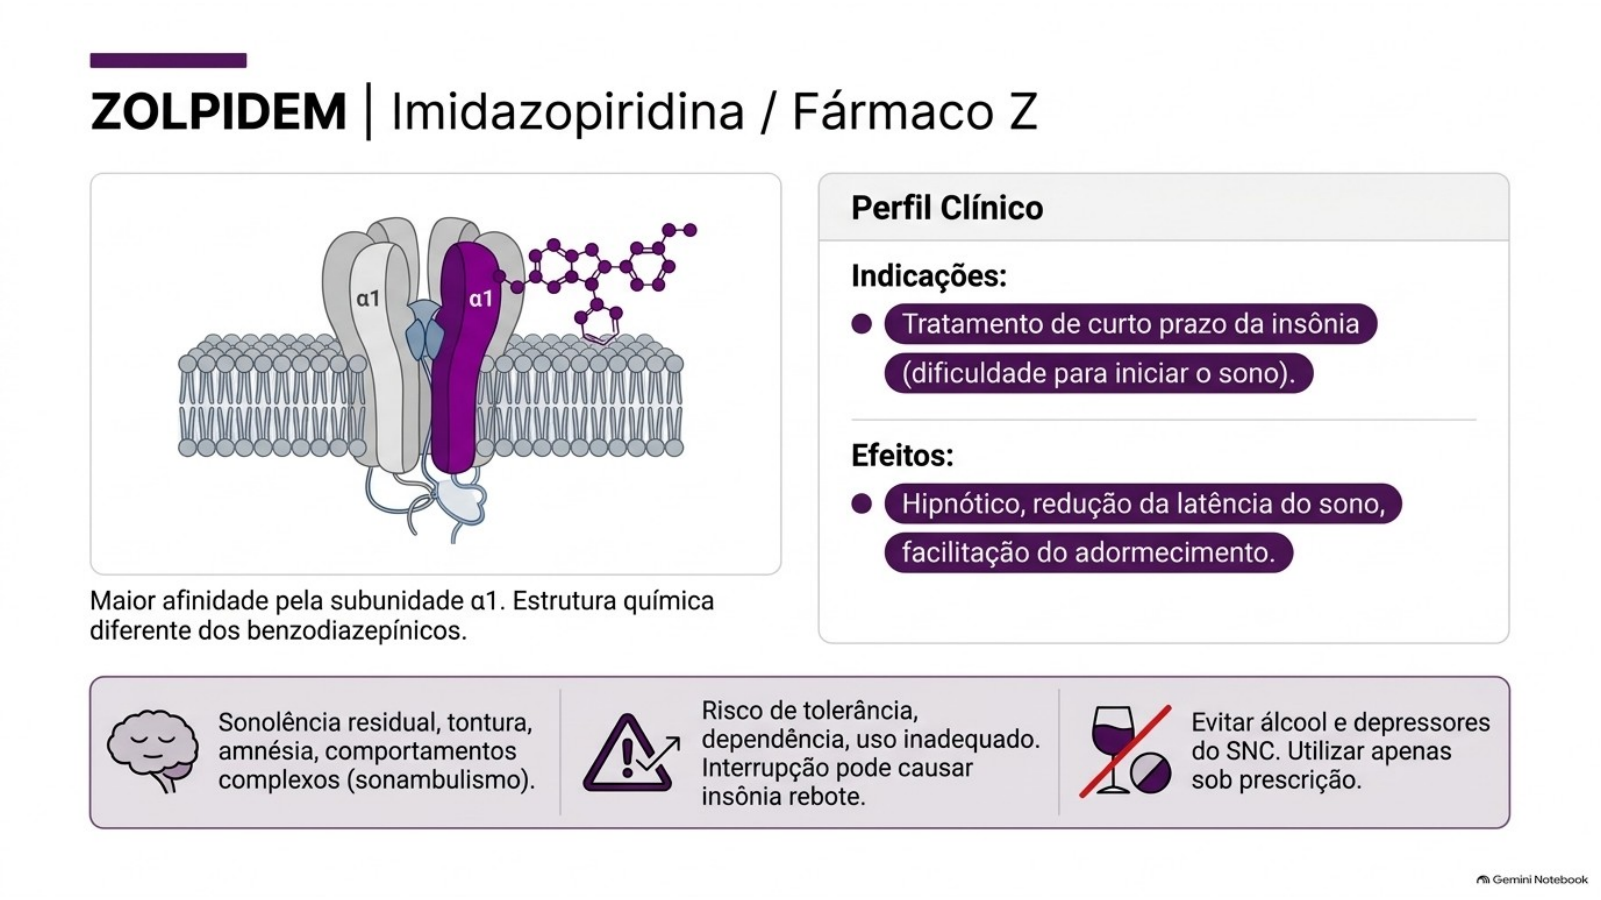 ZOLPIDEM | Imidazopiridina / Fármaco Z
α1
α1
Maior afinidade pela subunidade α1. Estrutura química
diferente dos benzodiazepínicos.
Perfil Clínico
Indicações:
Tratamento de curto prazo da insônia
(dificuldade para iniciar o sono).
Efeitos:
Hipnótico, redução da latência do sono,
facilitação do adormecimento.
Sonolência residual, tontura,
amnésia, comportamentos
complexos (sonambulismo).
Risco de tolerância,
dependência, uso inadequado.
Interrupção pode causar
insônia rebote.
Evitar álcool e depressores
do SNC. Utilizar apenas
sob prescrição.
Gemini Notebook